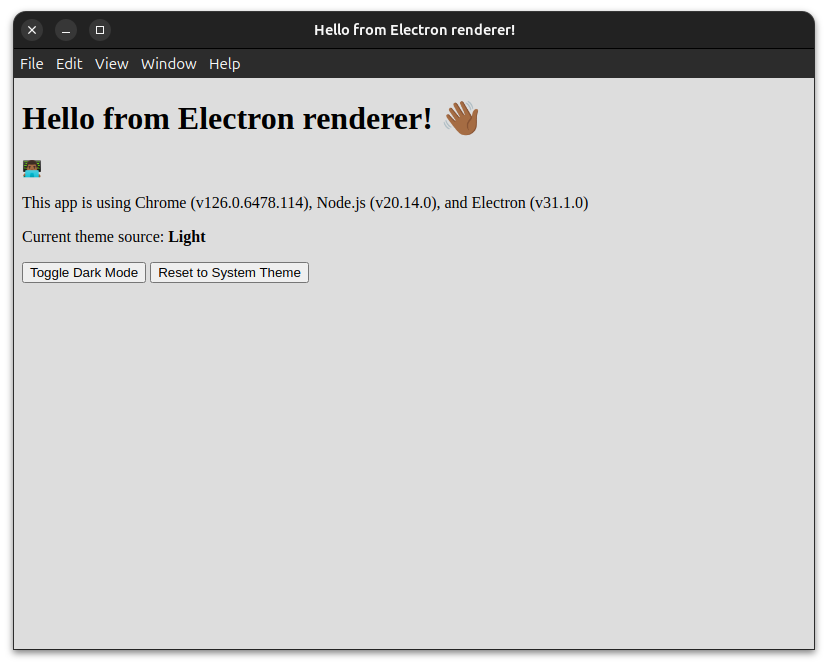 Hello from Electron renderer!
File Edit View Window Help
Hello from Electron renderer! 👋🏾
👨🏾‍💻
This app is using Chrome (v126.0.6478.114), Node.js (v20.14.0), and Electron (v31.1.0)
Current theme source: Light
Toggle Dark Mode Reset to System Theme